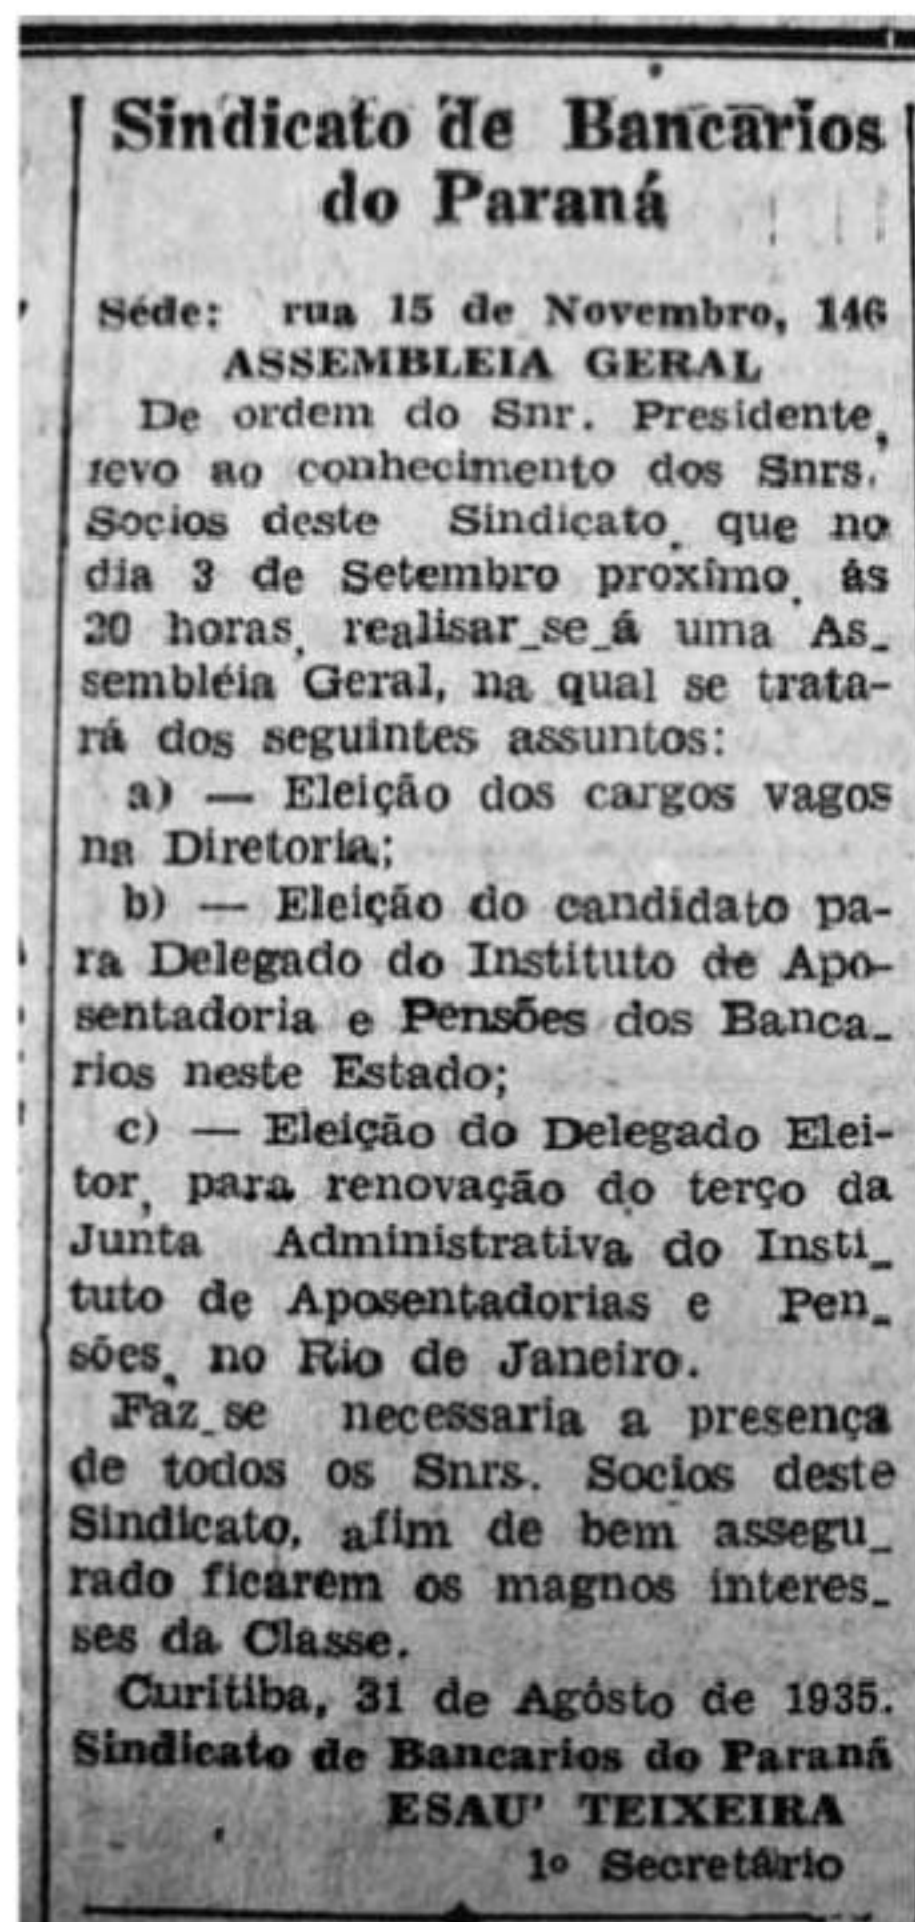 Sindicato de Bancarios
do Paraná
Séde: rua 15 de Novembro, 146
ASSEMBLEIA GERAL
De ordem do Snr. Presidente,
levo ao conhecimento dos Snrs.
Socios deste Sindicato, que no
dia 3 de Setembro proximo, ás
20 horas, realisar_se_á uma As_
sembléia Geral, na qual se trata-
rá dos seguintes assuntos:
a) — Eleição dos cargos vagos
na Diretoria;
b) — Eleição do candidato pa-
ra Delegado do Instituto de Apo-
sentadoria e Pensões dos Banca_
rios neste Estado;
c) — Eleição do Delegado Elei-
tor, para renovação do terço da
Junta Administrativa do Insti_
tuto de Aposentadorias e Pen_
sões, no Rio de Janeiro.
Faz_se necessaria a presença
de todos os Snrs. Socios deste
Sindicato, afim de bem assegu_
rado ficarem os magnos interes_
ses da Classe.
Curitiba, 31 de Agôsto de 1935.
Sindicato de Bancarios do Paraná
ESAU' TEIXEIRA
1º Secretário